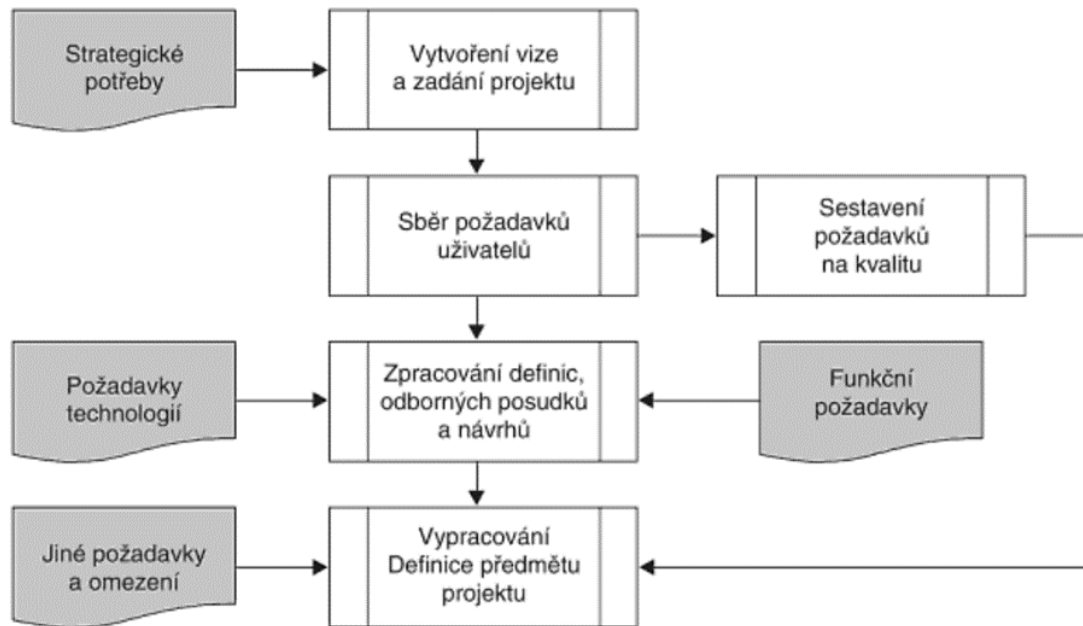 Strategické
potřeby
Vytvoření vize
a zadání projektu
Sběr požadavků
uživatelů
Sestavení
požadavků
na kvalitu
Požadavky
technologií
Zpracování definic,
odborných posudků
a návrhů
Funkční
požadavky
Jiné požadavky
a omezení
Vypracování
Definice předmětu
projektu